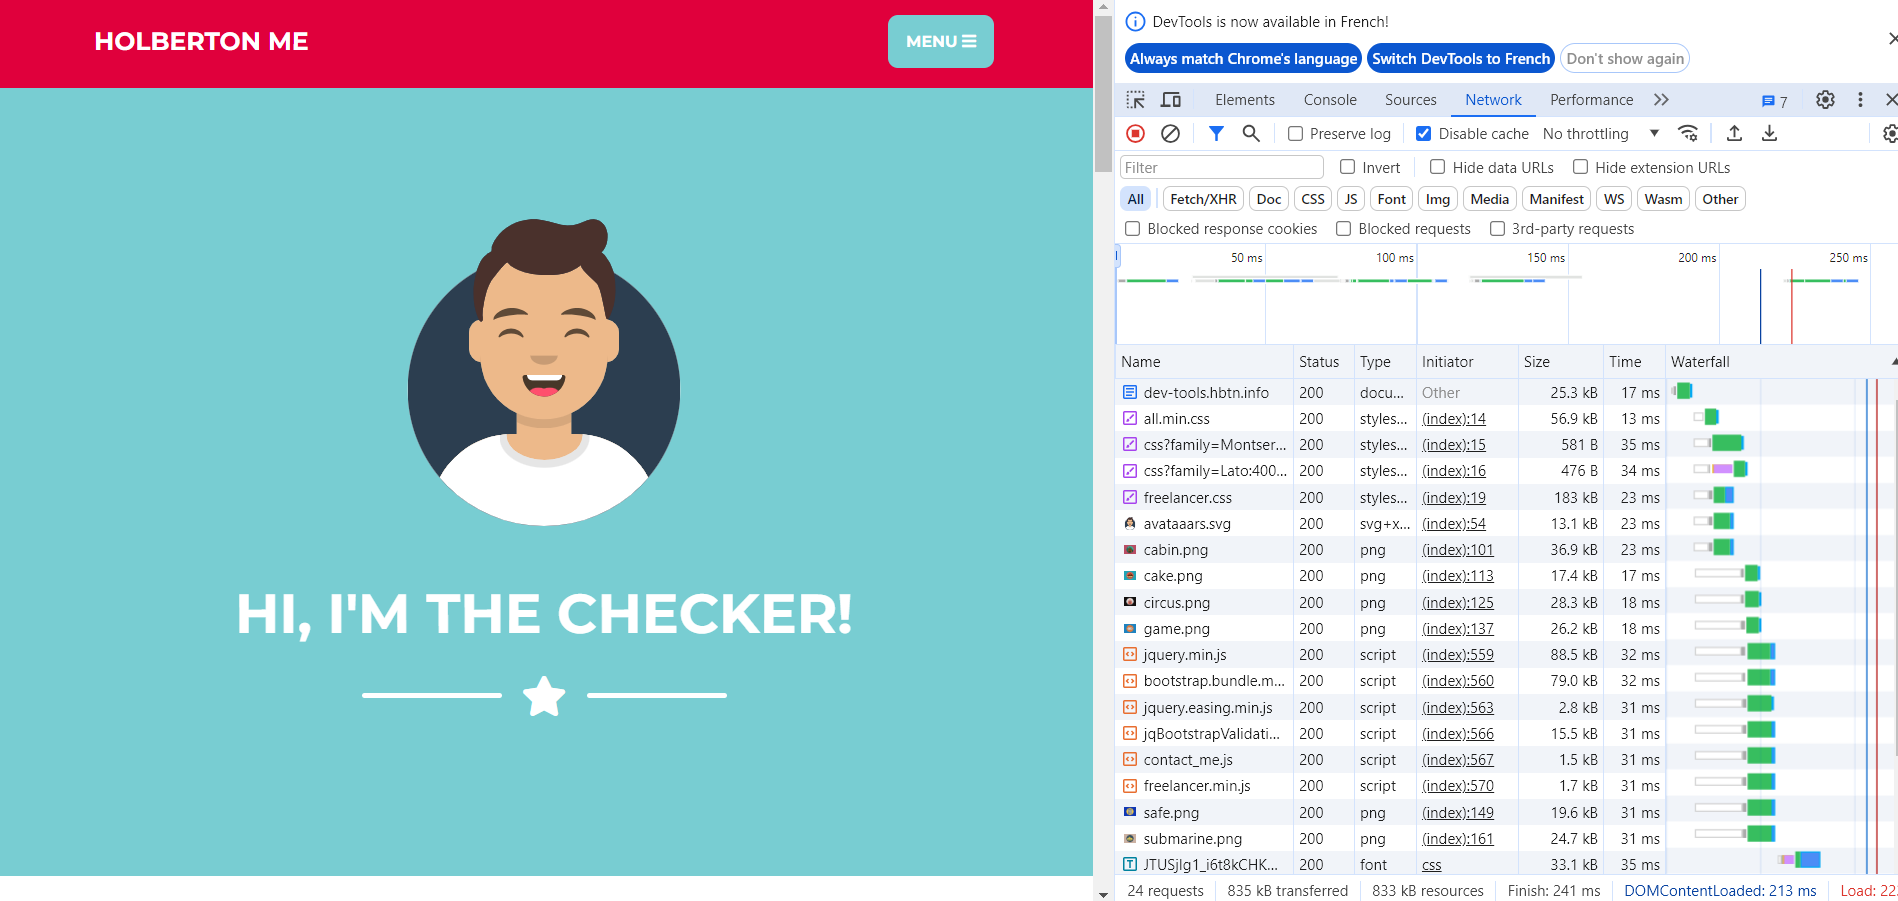 HOLBERTON ME
MENU
HI, I'M THE CHECKER!
DevTools is now available in French!
Always match Chrome's language Switch DevTools to French Don't show again
Elements Console Sources Network Performance 7
Preserve log Disable cache No throttling
Filter Invert Hide data URLs Hide extension URLs
All Fetch/XHR Doc CSS JS Font Img Media Manifest WS Wasm Other
Blocked response cookies Blocked requests 3rd-party requests
50 ms 100 ms 150 ms 200 ms 250 ms
Name Status Type Initiator Size Time Waterfall
dev-tools.hbtn.info 200 docu... Other 25.3 kB 17 ms
all.min.css 200 styles... (index):14 56.9 kB 13 ms
css?family=Montser... 200 styles... (index):15 581 B 35 ms
css?family=Lato:400... 200 styles... (index):16 476 B 34 ms
freelancer.css 200 styles... (index):19 183 kB 23 ms
avataaars.svg 200 svg+x... (index):54 13.1 kB 23 ms
cabin.png 200 png (index):101 36.9 kB 23 ms
cake.png 200 png (index):113 17.4 kB 17 ms
circus.png 200 png (index):125 28.3 kB 18 ms
game.png 200 png (index):137 26.2 kB 18 ms
jquery.min.js 200 script (index):559 88.5 kB 32 ms
bootstrap.bundle.m... 200 script (index):560 79.0 kB 32 ms
jquery.easing.min.js 200 script (index):563 2.8 kB 31 ms
jqBootstrapValidati... 200 script (index):566 15.5 kB 31 ms
contact_me.js 200 script (index):567 1.5 kB 31 ms
freelancer.min.js 200 script (index):570 1.7 kB 31 ms
safe.png 200 png (index):149 19.6 kB 31 ms
submarine.png 200 png (index):161 24.7 kB 31 ms
JTUSjIg1_i6t8kCHK... 200 font css 33.1 kB 35 ms
24 requests 835 kB transferred 833 kB resources Finish: 241 ms DOMContentLoaded: 213 ms Load: